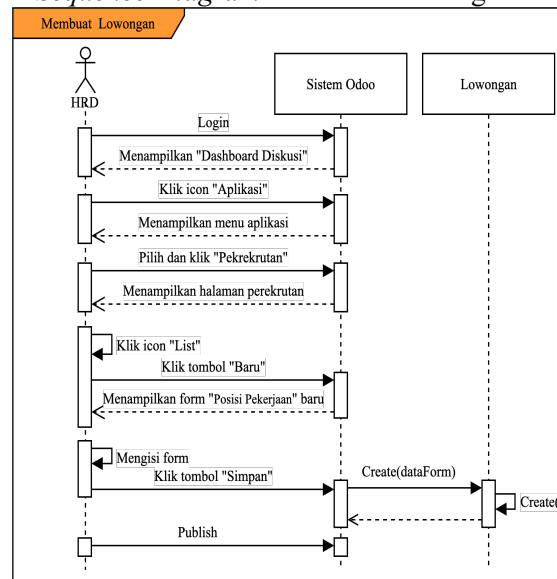 Membuat Lowongan
HRD
Sistem Odoo
Lowongan
Login
Menampilkan "Dashboard Diskusi"
Klik icon "Aplikasi"
Menampilkan menu aplikasi
Pilih dan klik "Pekrekrutan"
Menampilkan halaman perekrutan
Klik icon "List"
Klik tombol "Baru"
Menampilkan form "Posisi Pekerjaan" baru
Mengisi form
Klik tombol "Simpan"
Create(dataForm)
Create(
Publish